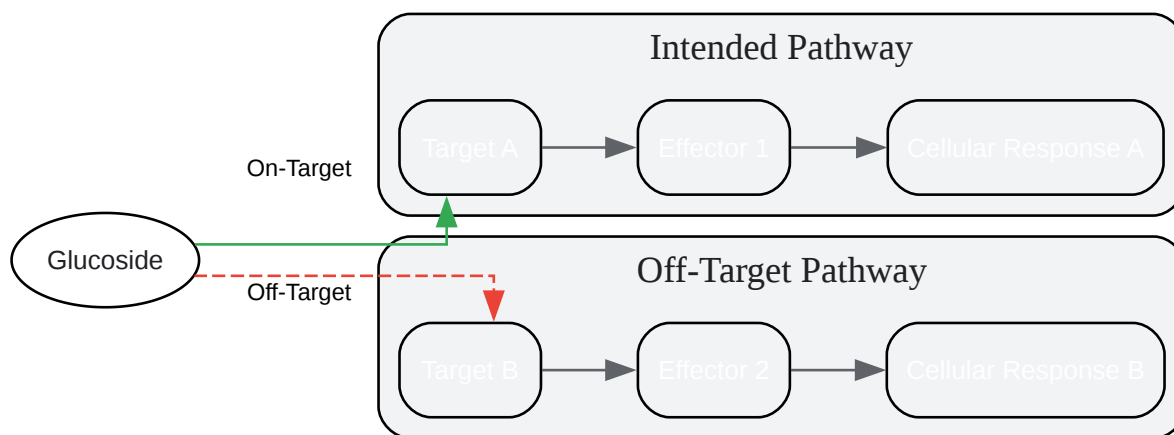 Intended Pathway
Target A
Effector 1
Cellular Response A
On-Target
Glucoside
Off-Target
Off-Target Pathway
Target B
Effector 2
Cellular Response B